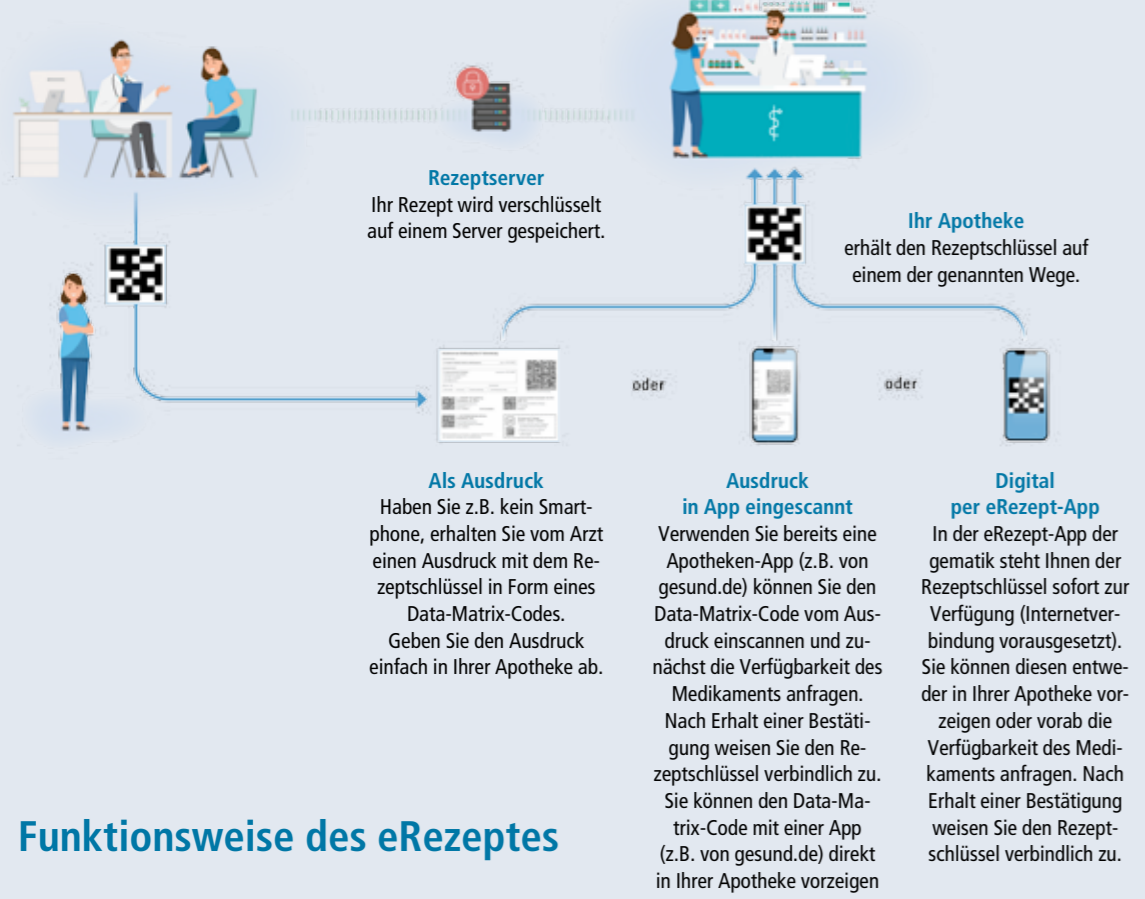 Rezeptserver
Ihr Rezept wird verschlüsselt
auf einem Server gespeichert.
Ihr Apotheke
erhält den Rezeptschlüssel auf
einem der genannten Wege.
oder
oder
Als Ausdruck
Haben Sie z.B. kein Smart-
phone, erhalten Sie vom Arzt
einen Ausdruck mit dem Re-
zeptschlüssel in Form eines
Data-Matrix-Codes.
Geben Sie den Ausdruck
einfach in Ihrer Apotheke ab.
Ausdruck
in App eingescannt
Verwenden Sie bereits eine
Apotheken-App (z.B. von
gesund.de) können Sie den
Data-Matrix-Code vom Aus-
druck einscannen und zu-
nächst die Verfügbarkeit des
Medikaments anfragen.
Nach Erhalt einer Bestäti-
gung weisen Sie den Re-
zeptschlüssel verbindlich zu.
Sie können den Data-Ma-
trix-Code mit einer App
(z.B. von gesund.de) direkt
in Ihrer Apotheke vorzeigen
Digital
per eRezept-App
In der eRezept-App der
gematik steht Ihnen der
Rezeptschlüssel sofort zur
Verfügung (Internetver-
bindung vorausgesetzt).
Sie können diesen entwe-
der in Ihrer Apotheke vor-
zeigen oder vorab die
Verfügbarkeit des Medi-
kaments anfragen. Nach
Erhalt einer Bestätigung
weisen Sie den Rezept-
schlüssel verbindlich zu.
Funktionsweise des eRezeptes